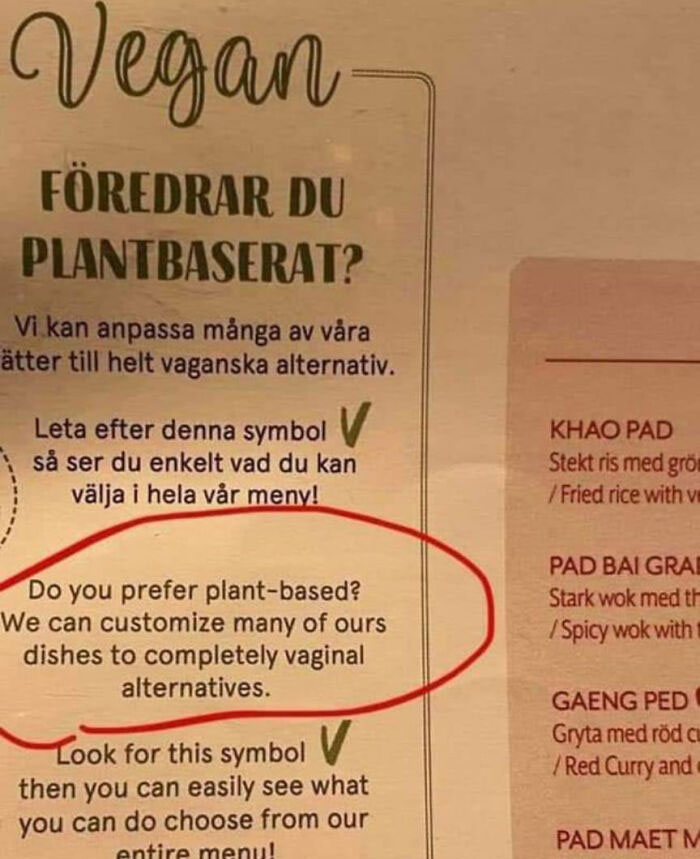 Vegan
FÖREDRAR DU
PLANTBASERAT?
Vi kan anpassa många av våra
ätter till helt vaganska alternativ.
Leta efter denna symbol V
så ser du enkelt vad du kan
välja i hela vår meny!
Do you prefer plant-based?
We can customize many of ours
dishes to completely vaginal
alternatives.
Look for this symbol V
then you can easily see what
you can do choose from our
entire menu!
KHAO PAD
Stekt ris med grö
/ Fried rice with v
PAD BAI GRA
Stark wok med th
/ Spicy wok with
GAENG PED
Gryta med röd cu
/ Red Curry and
PAD MAET M